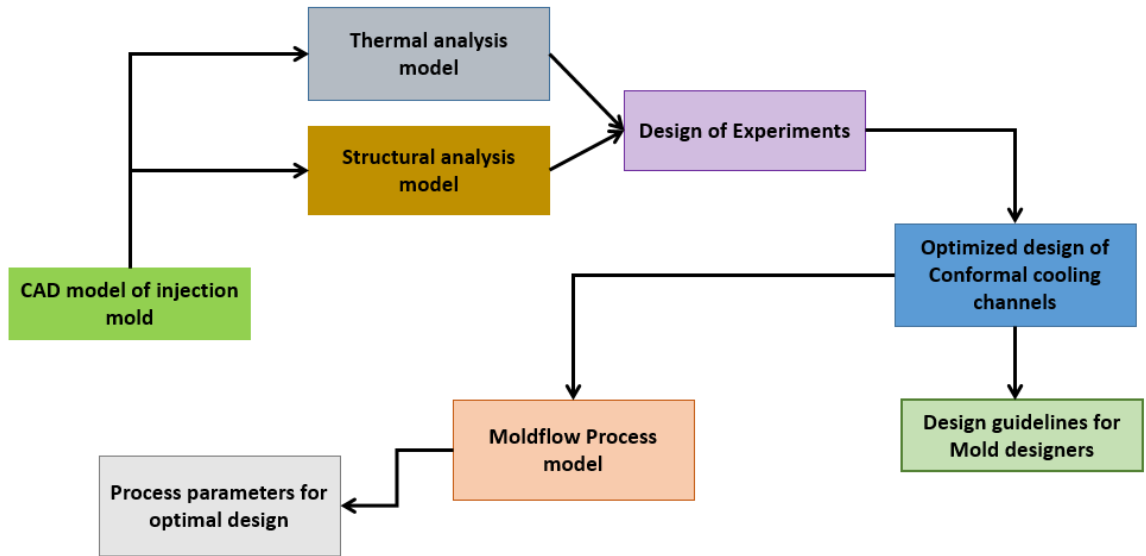 Thermal analysis
model
Design of Experiments
Structural analysis
model
Optimized design of
Conformal cooling
channels
CAD model of injection
mold
Moldflow Process
model
Design guidelines for
Mold designers
Process parameters for
optimal design